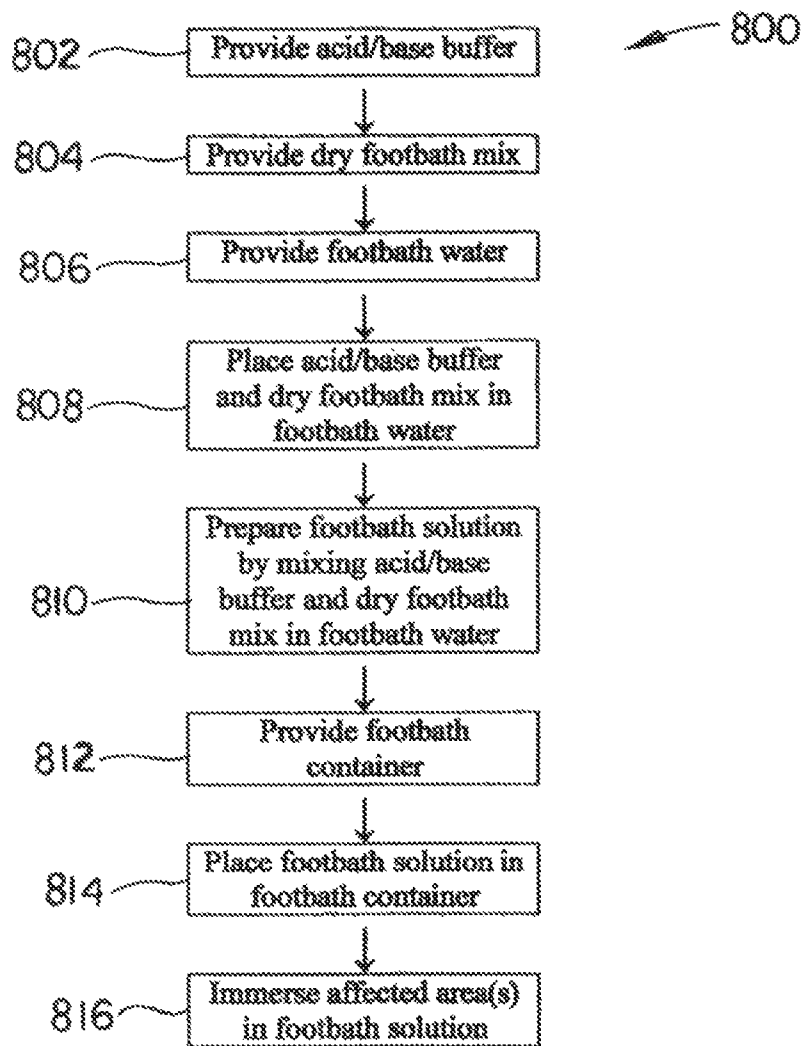 800
802
Provide acid/base buffer
804
Provide dry footbath mix
806
Provide footbath water
808
Place acid/base buffer
and dry footbath mix in
footbath water
810
Prepare footbath solution
by mixing acid/base
buffer and dry footbath
mix in footbath water
812
Provide footbath
container
814
Place footbath solution in
footbath container
816
Immerse affected area(s)
in footbath solution